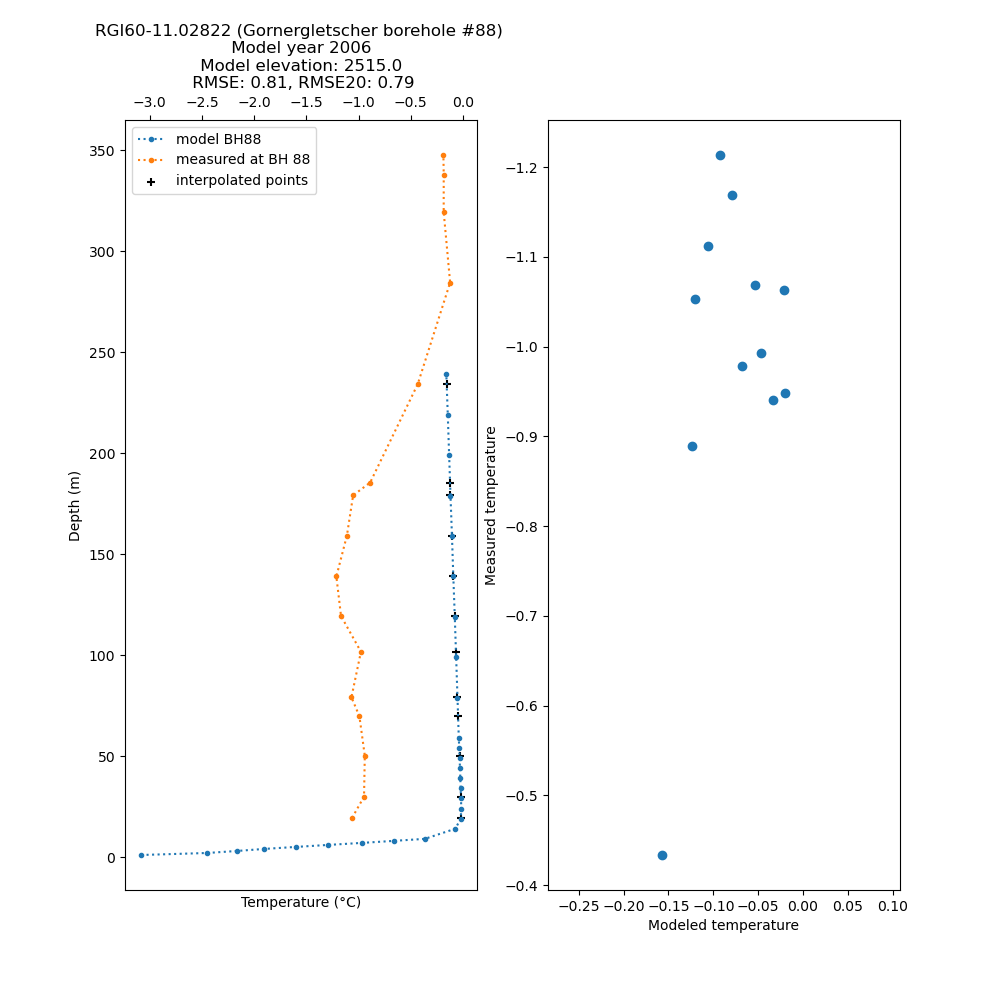 RGI60-11.02822 (Gornergletscher borehole #88)
Model year 2006
Model elevation: 2515.0
RMSE: 0.81, RMSE20: 0.79
−3.0 −2.5 −2.0 −1.5 −1.0 −0.5 0.0
model BH88
measured at BH 88
interpolated points
350
300
250
200
150
100
50
0
Depth (m)
Temperature (°C)
−1.2
−1.1
−1.0
−0.9
−0.8
−0.7
−0.6
−0.5
−0.4
Measured temperature
−0.25 −0.20 −0.15 −0.10 −0.05 0.00 0.05 0.10
Modeled temperature